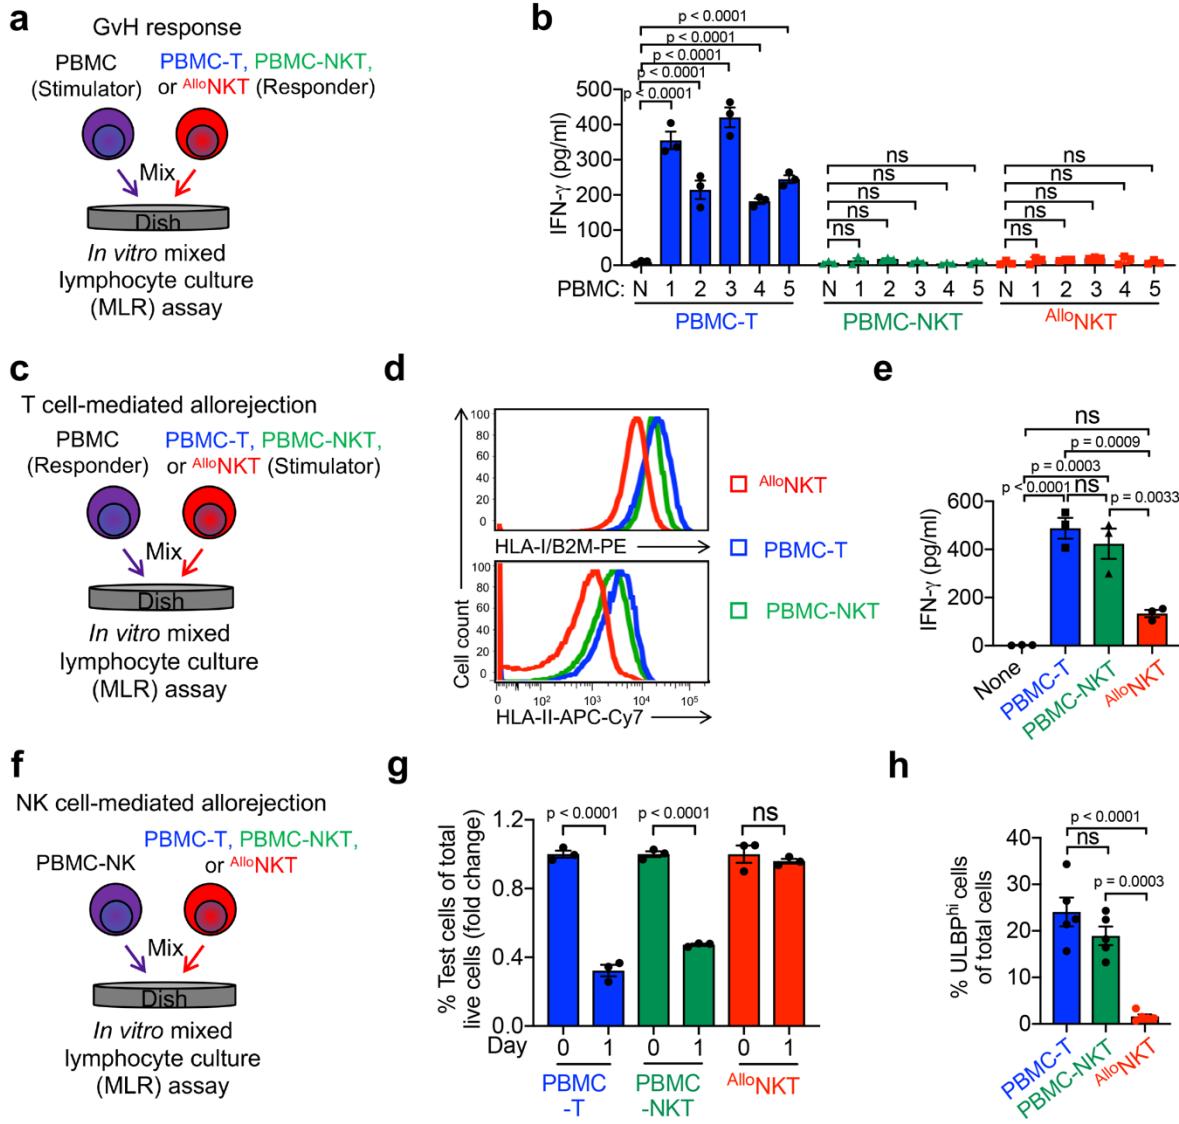 a
GvH response
PBMC
(Stimulator)
PBMC-T, PBMC-NKT,
or AlloNKT (Responder)
Mix
Dish
In vitro mixed
lymphocyte culture
(MLR) assay
b
p < 0.0001
p < 0.0001
p < 0.0001
p < 0.0001
p < 0.0001
IFN-γ (pg/ml)
500
400
300
200
100
0
ns
ns
ns
ns
ns
ns
ns
ns
ns
ns
PBMC: N 1 2 3 4 5 N 1 2 3 4 5 N 1 2 3 4 5
PBMC-T PBMC-NKT AlloNKT
c
T cell-mediated allorejection
PBMC
(Responder)
PBMC-T, PBMC-NKT,
or AlloNKT (Stimulator)
Mix
Dish
In vitro mixed
lymphocyte culture
(MLR) assay
d
100
80
60
40
20
0
HLA-I/B2M-PE
100
80
60
40
20
0
Cell count
0 10² 10³ 10⁴ 10⁵
HLA-II-APC-Cy7
AlloNKT
PBMC-T
PBMC-NKT
e
ns
p = 0.0009
p = 0.0003
p < 0.0001
ns
p = 0.0033
IFN-γ (pg/ml)
600
400
200
0
None
PBMC-T
PBMC-NKT
AlloNKT
f
NK cell-mediated allorejection
PBMC-NK
PBMC-T, PBMC-NKT,
or AlloNKT
Mix
Dish
In vitro mixed
lymphocyte culture
(MLR) assay
g
% Test cells of total
live cells (fold change)
p < 0.0001
p < 0.0001
ns
1.2
0.8
0.4
0.0
Day 0 1 0 1 0 1
PBMC
-T
PBMC
-NKT
AlloNKT
h
p < 0.0001
ns
p = 0.0003
% ULBPhi cells
of total cells
40
30
20
10
0
PBMC-T
PBMC-NKT
AlloNKT